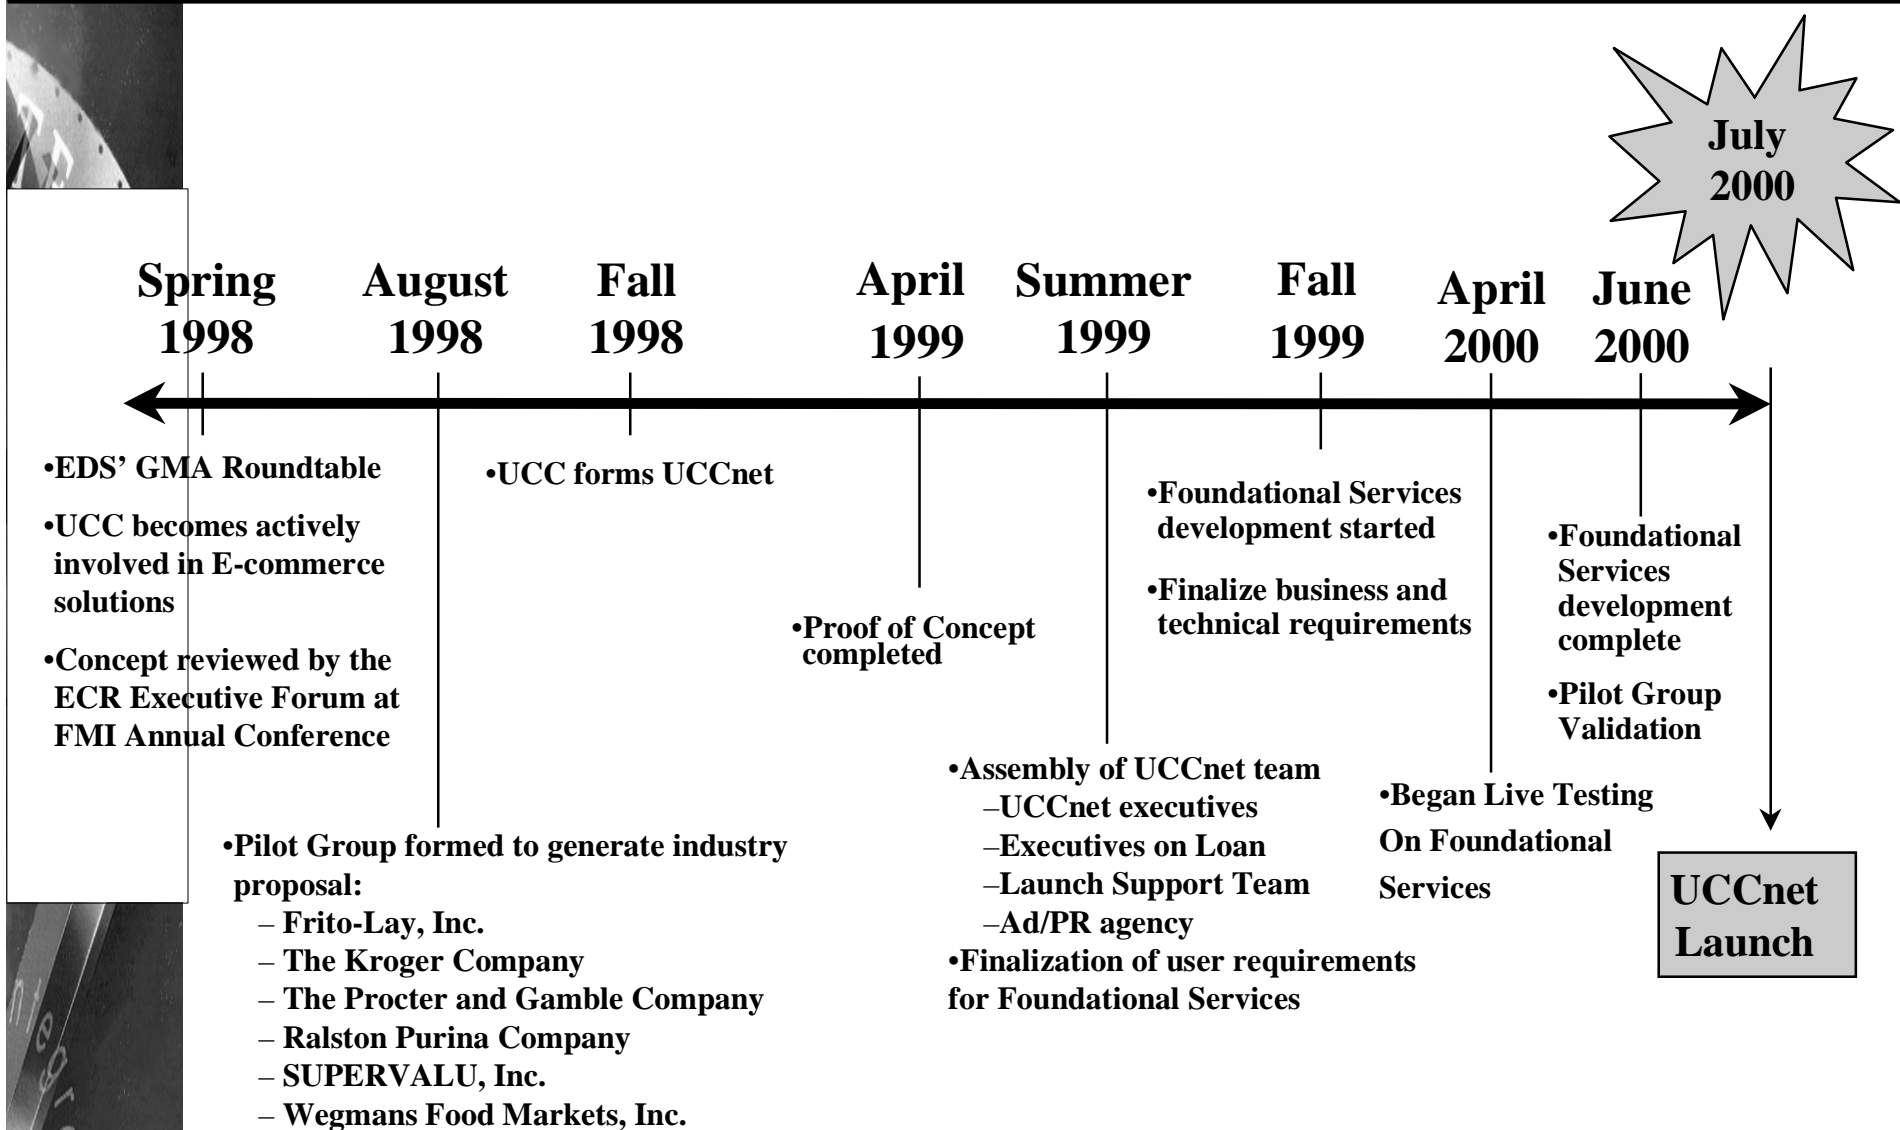 July
2000
Spring
1998
August
1998
Fall
1998
April
1999
Summer
1999
Fall
1999
April
2000
June
2000
•EDS’ GMA Roundtable
•UCC becomes actively
involved in E-commerce
solutions
•Concept reviewed by the
ECR Executive Forum at
FMI Annual Conference
•Pilot Group formed to generate industry
proposal:
– Frito-Lay, Inc.
– The Kroger Company
– The Procter and Gamble Company
– Ralston Purina Company
– SUPERVALU, Inc.
– Wegmans Food Markets, Inc.
•UCC forms UCCnet
•Proof of Concept
completed
•Assembly of UCCnet team
–UCCnet executives
–Executives on Loan
–Launch Support Team
–Ad/PR agency
•Finalization of user requirements
for Foundational Services
•Foundational Services
development started
•Finalize business and
technical requirements
•Began Live Testing
On Foundational
Services
•Foundational
Services
development
complete
•Pilot Group
Validation
UCCnet
Launch